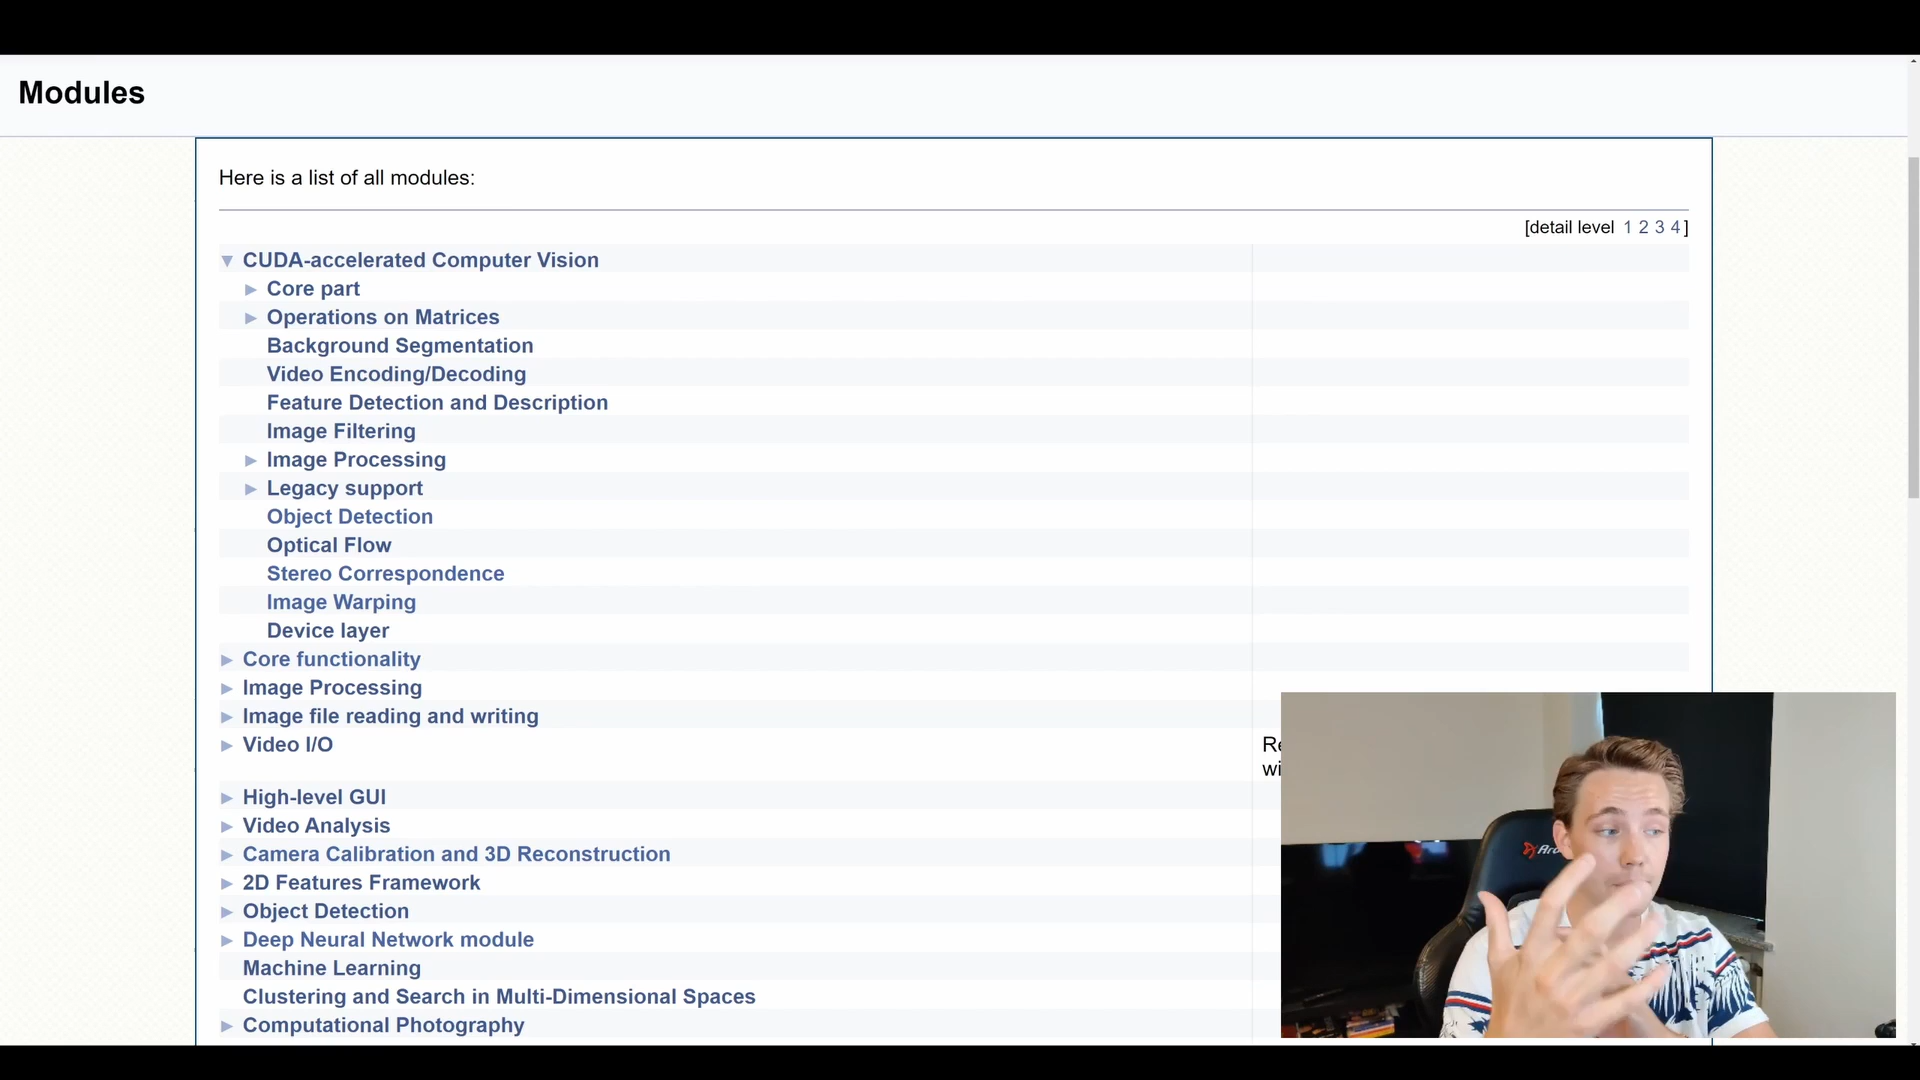 Modules
Here is a list of all modules:
[detail level 1 2 3 4]
▼ CUDA-accelerated Computer Vision
► Core part
► Operations on Matrices
Background Segmentation
Video Encoding/Decoding
Feature Detection and Description
Image Filtering
► Image Processing
► Legacy support
Object Detection
Optical Flow
Stereo Correspondence
Image Warping
Device layer
► Core functionality
► Image Processing
► Image file reading and writing
► Video I/O
► High-level GUI
► Video Analysis
► Camera Calibration and 3D Reconstruction
► 2D Features Framework
► Object Detection
► Deep Neural Network module
Machine Learning
Clustering and Search in Multi-Dimensional Spaces
► Computational Photography